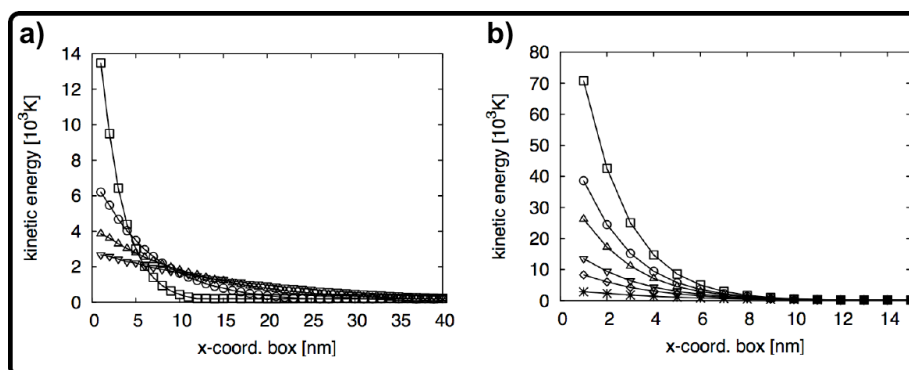 a)
14
12
10
8
6
4
2
0
kinetic energy [10³K]
0 5 10 15 20 25 30 35 40
x-coord. box [nm]
b)
80
70
60
50
40
30
20
10
0
kinetic energy [10³K]
0 2 4 6 8 10 12 14
x-coord. box [nm]